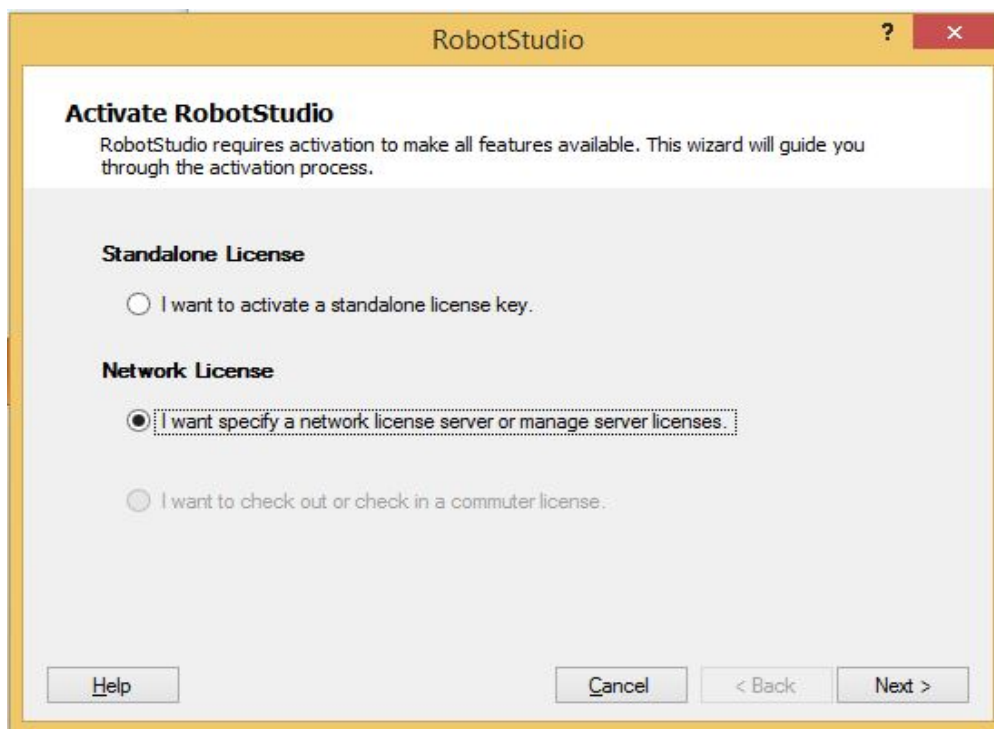 RobotStudio
?
Activate RobotStudio
RobotStudio requires activation to make all features available. This wizard will guide you
through the activation process.
Standalone License
I want to activate a standalone license key.
Network License
I want specify a network license server or manage server licenses.
I want to check out or check in a commuter license.
Help Cancel < Back Next >